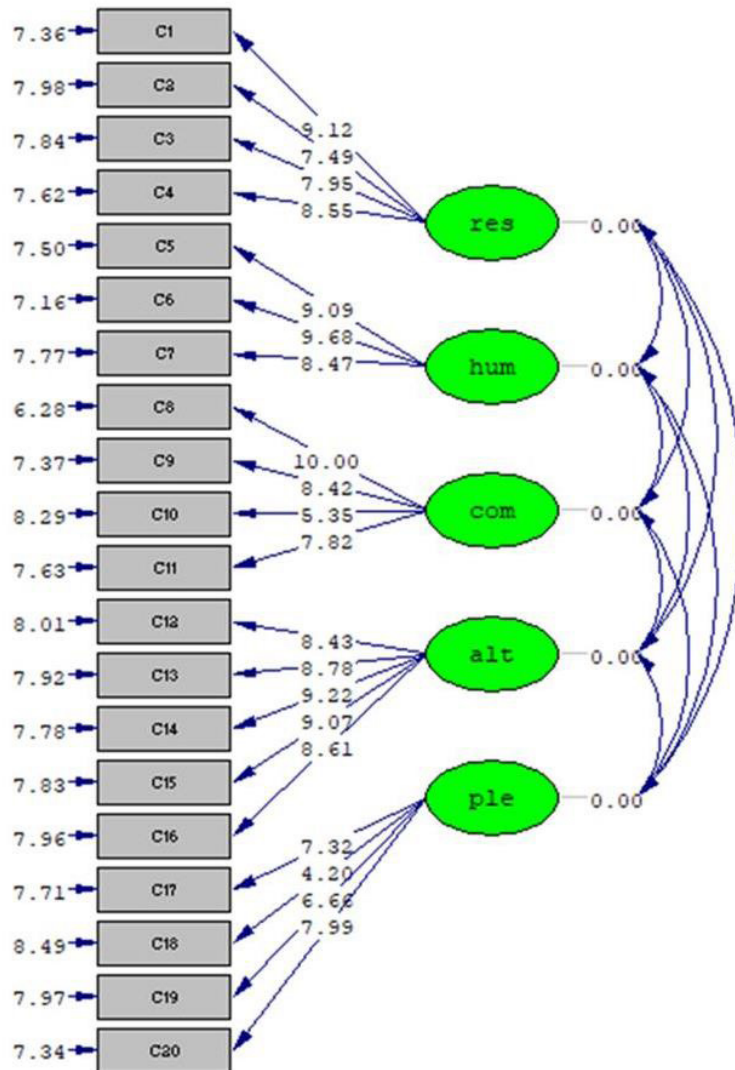 7.36 C1
7.98 C2
7.84 C3
7.62 C4
7.50 C5
7.16 C6
7.77 C7
6.28 C8
7.37 C9
8.29 C10
7.63 C11
8.01 C12
7.92 C13
7.78 C14
7.83 C15
7.96 C16
7.71 C17
8.49 C18
7.97 C19
7.34 C20
9.12
7.49
7.95
8.55
9.09
9.68
8.47
10.00
8.42
5.35
7.82
8.43
8.78
9.22
9.07
8.61
7.32
4.20
6.66
7.99
res 0.00
hum 0.00
com 0.00
alt 0.00
ple 0.00